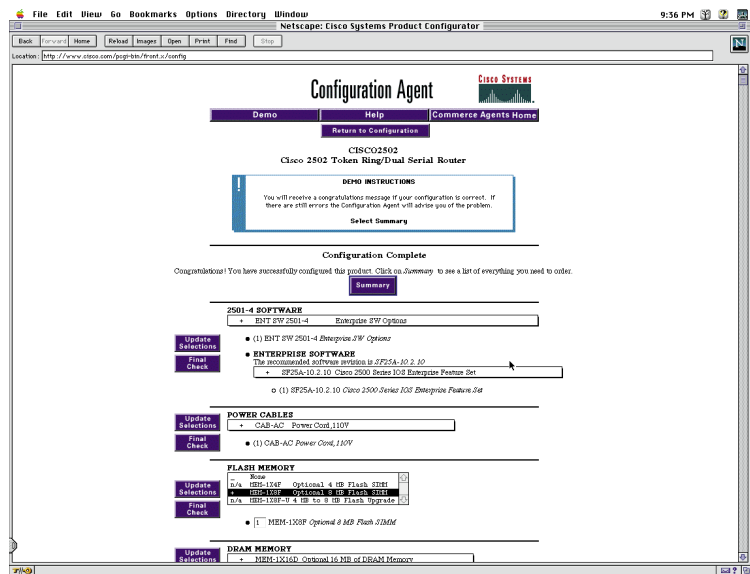 File Edit View Go Bookmarks Options Directory Window 9:36 PM
Netscape: Cisco Systems Product Configurator
Back Forward Home Reload Images Open Print Find Stop
N
Location: http://www.cisco.com/pcgi-bin/front.x/config
Configuration Agent
CISCO SYSTEMS
Demo Help Commerce Agents Home
Return to Configuration
CISCO2502
Cisco 2502 Token Ring/Dual Serial Router
!
DEMO INSTRUCTIONS
You will receive a congratulations message if your configuration is correct. If
there are still errors the Configuration Agent will advise you of the problem.
Select Summary
Configuration Complete
Congratulations! You have successfully configured this product. Click on Summary to see a list of everything you need to order.
Summary
2501-4 SOFTWARE
+ ENT SW 2501-4 Enterprise SW Options
Update Selections
Final Check
• (1) ENT SW 2501-4 Enterprise SW Options
• ENTERPRISE SOFTWARE
The recommended software revision is SF25A-10.2.10
+ SF25A-10.2.10 Cisco 2500 Series IOS Enterprise Feature Set
o (1) SF25A-10.2.10 Cisco 2500 Series IOS Enterprise Feature Set
POWER CABLES
Update Selections
+ CAB-AC Power Cord,110V
Final Check
• (1) CAB-AC Power Cord, 110V
FLASH MEMORY
_ None
n/a MEM-1X4F Optional 4 MB Flash SIMM
Update Selections
+ MEM-1X8F Optional 8 MB Flash SIMM
n/a MEM-1X8F-U 4 MB to 8 MB Flash Upgrade
Final Check
• 1 MEM-1X8F Optional 8 MB Flash SIMM
DRAM MEMORY
Update Selections
+ MEM-1X16D Optional 16 MB of DRAM Memory